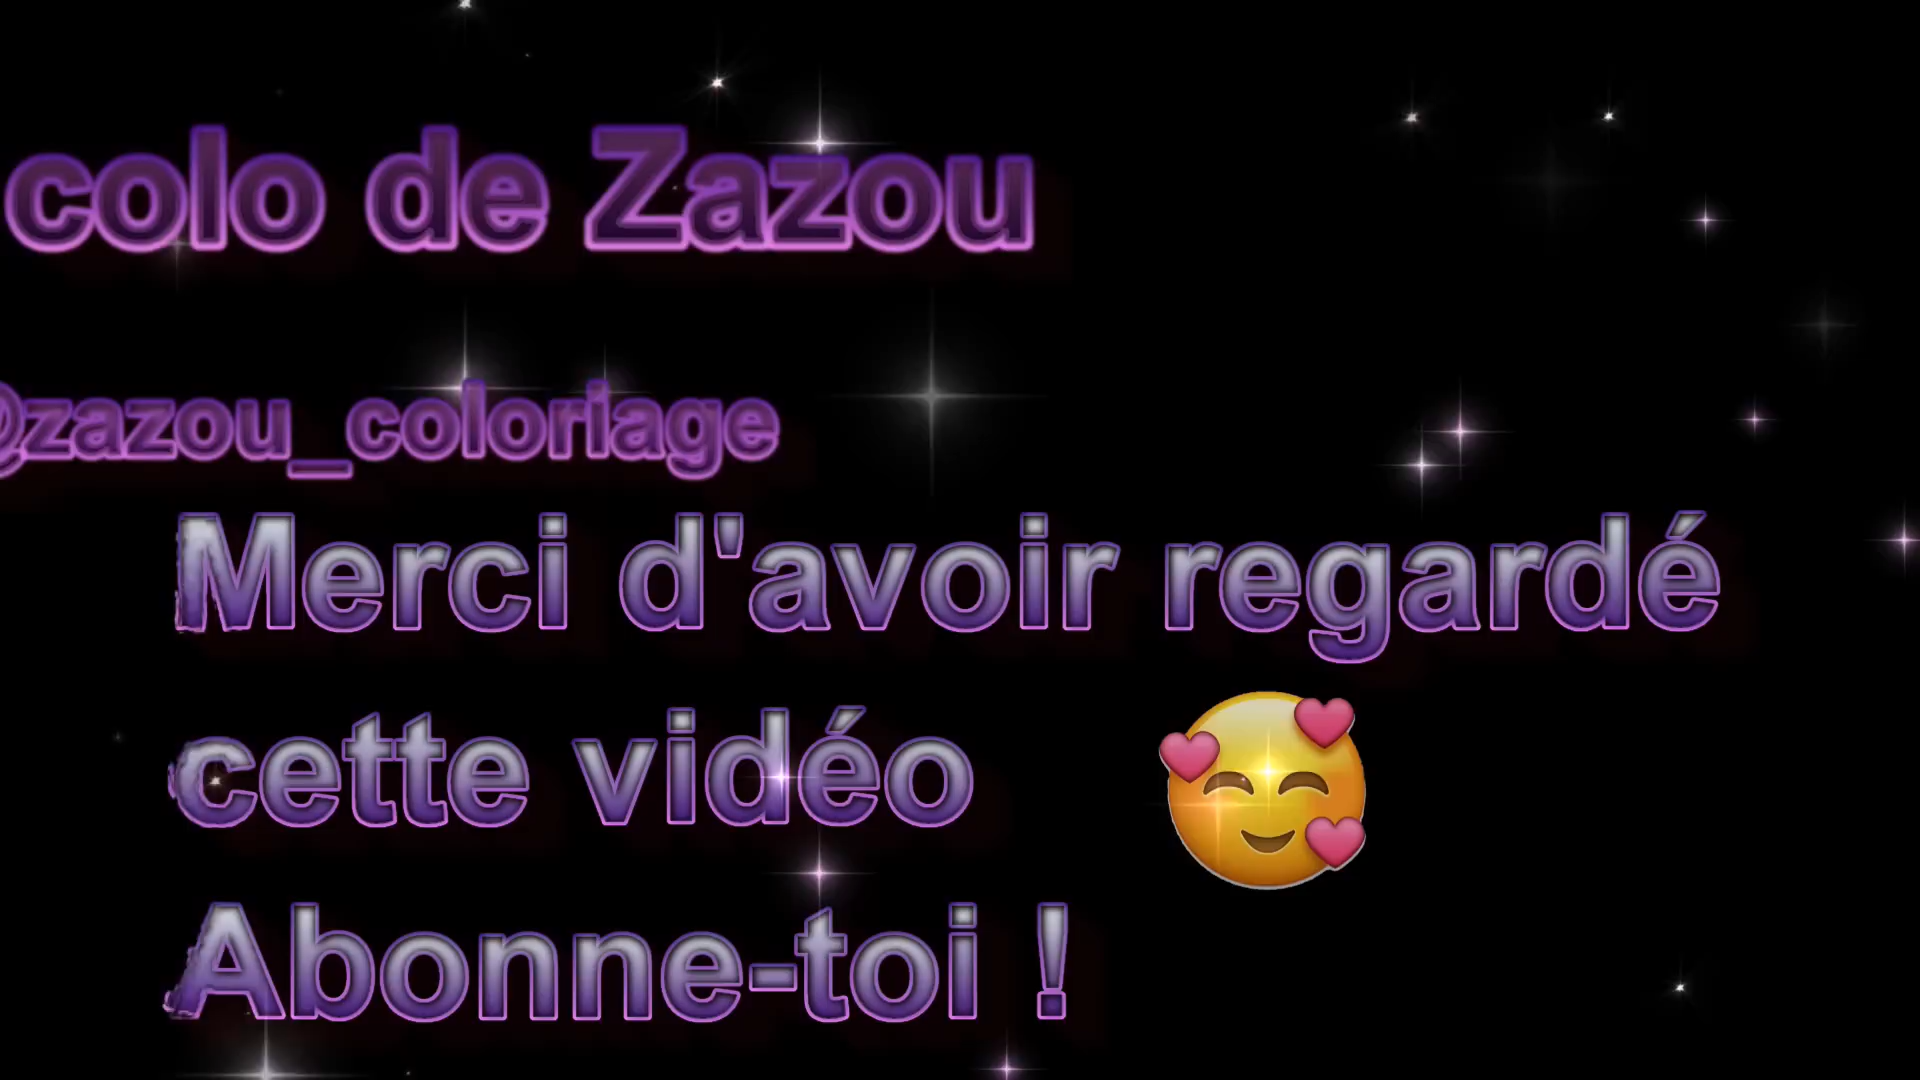 colo de Zazou
@zazou_coloriage
Merci d'avoir regardé
cette vidéo 🥰
Abonne-toi !